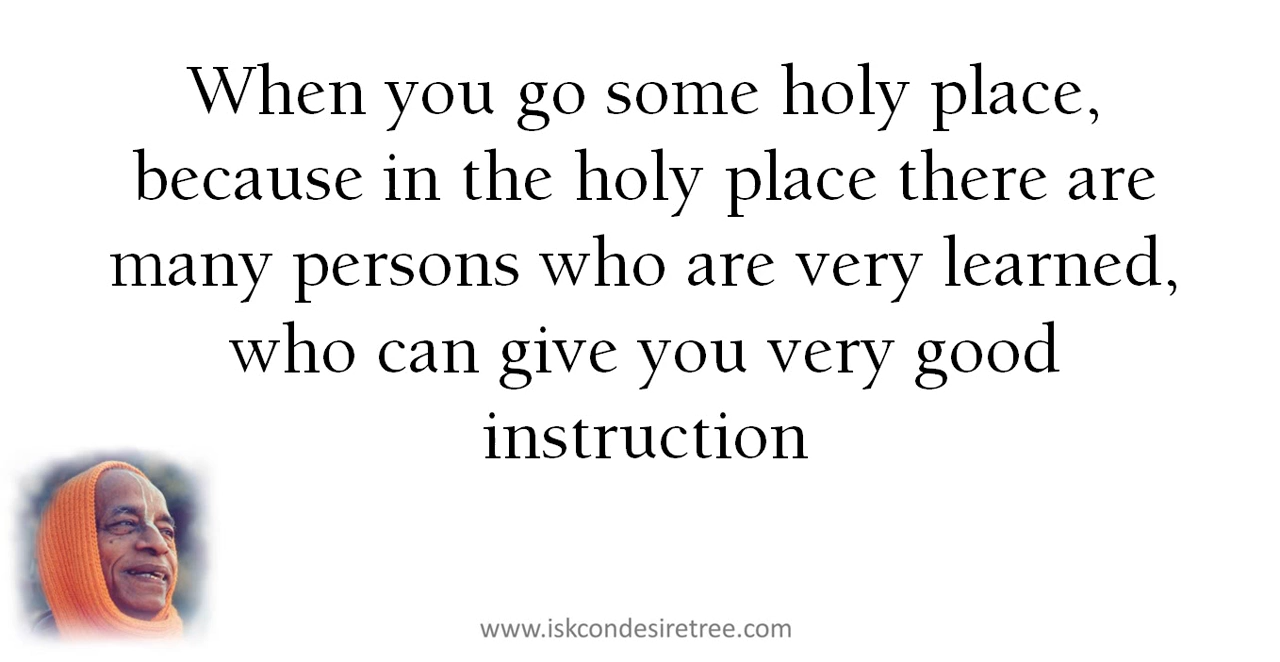 When you go some holy place,
because in the holy place there are
many persons who are very learned,
who can give you very good
instruction
www.iskcondesiretree.com